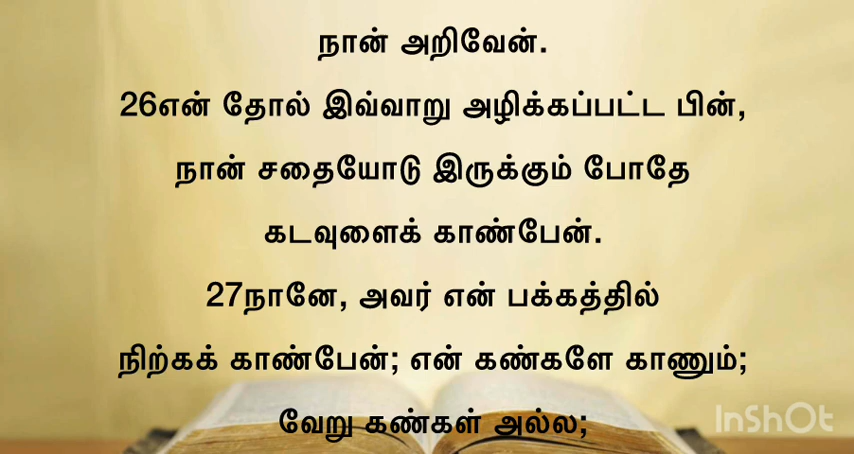 நான் அறிவேன்.
26என் தோல் இவ்வாறு அழிக்கப்பட்ட பின்,
நான் சதையோடு இருக்கும் போதே
கடவுளைக் காண்பேன்.
27நானே, அவர் என் பக்கத்தில்
நிற்கக் காண்பேன்; என் கண்களே காணும்;
வேறு கண்கள் அல்ல;
InShOt